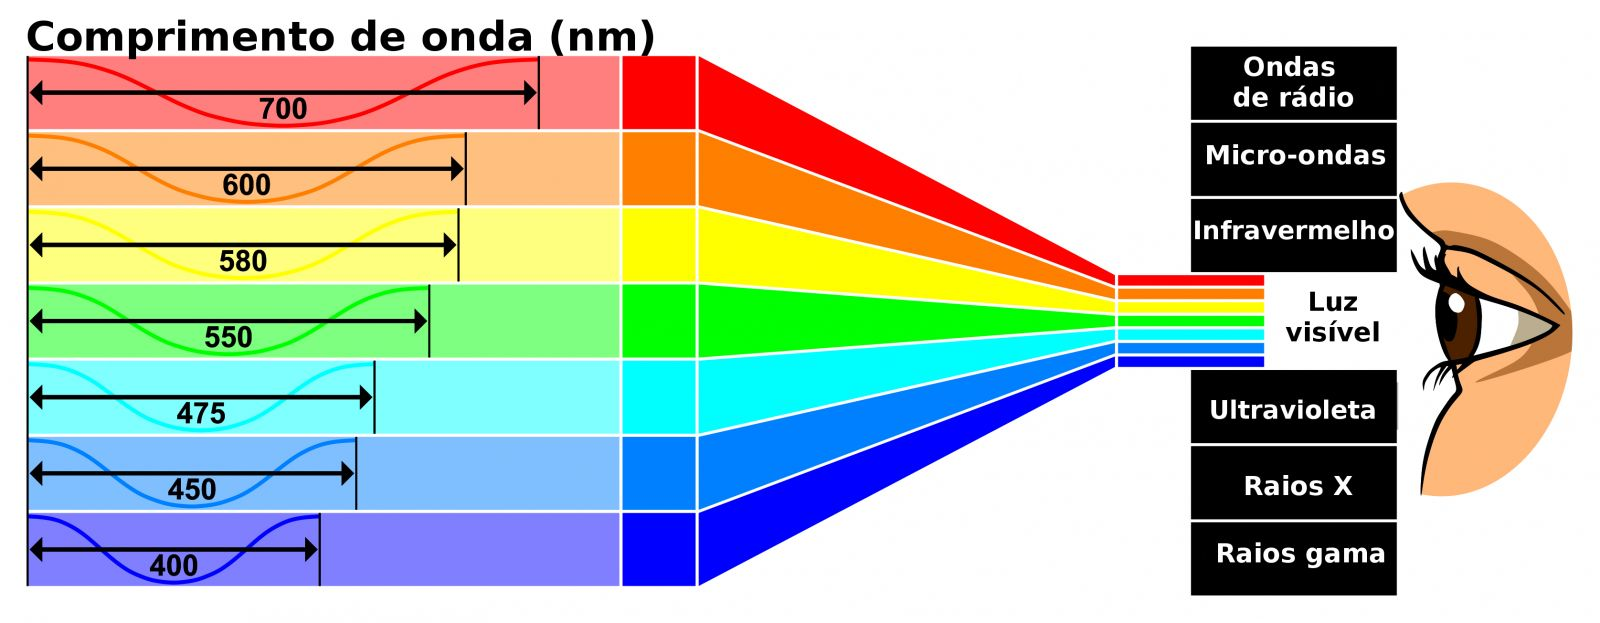 Comprimento de onda (nm)
700
600
580
550
475
450
400
Ondas
de rádio
Micro-ondas
Infravermelho
Luz
visível
Ultravioleta
Raios X
Raios gama